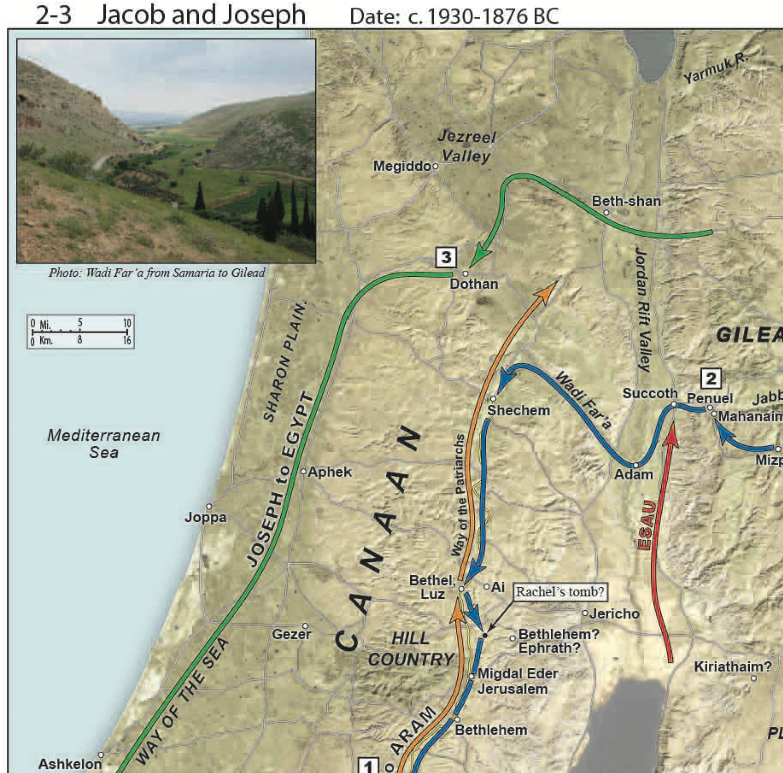 2-3 Jacob and Joseph Date: c. 1930-1876 BC
Photo: Wadi Far'a from Samaria to Gilead
0 Mi. 5 10
0 Km. 8 16
Yarmuk R.
Jezreel
Valley
Megiddo
Beth-shan
3
Dothan
Jordan Rift Valley
SHARON PLAIN
GILEA
2
Succoth
Penuel
Jabb
Mahanaim
Mizp
Wadi Far'a
Shechem
Mediterranean
Sea
CANAAN
Way of the Patriarchs
Adam
Aphek
JOSEPH to EGYPT
Joppa
ESAU
Bethel,
Luz
Ai
Rachel's tomb?
Jericho
Gezer
HILL
COUNTRY
Bethlehem?
Ephrath?
Kiriathaim?
Migdal Eder
Jerusalem
WAY OF THE SEA
ARAM
Bethlehem
PL
Ashkelon
1